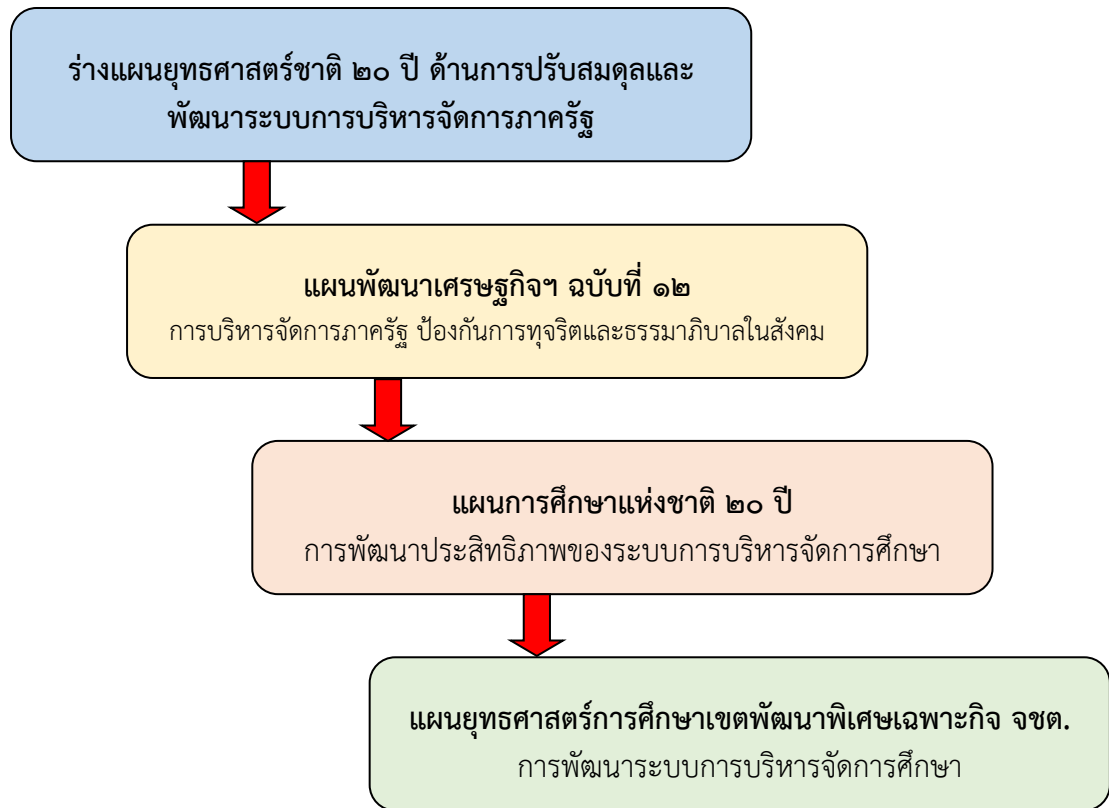 ร่างแผนยุทธศาสตร์ชาติ ๒๐ ปี ด้านการปรับสมดุลและ
พัฒนาระบบการบริหารจัดการภาครัฐ
แผนพัฒนาเศรษฐกิจฯ ฉบับที่ ๑๒
การบริหารจัดการภาครัฐ ป้องกันการทุจริตและธรรมาภิบาลในสังคม
แผนการศึกษาแห่งชาติ ๒๐ ปี
การพัฒนาประสิทธิภาพของระบบการบริหารจัดการศึกษา
แผนยุทธศาสตร์การศึกษาเขตพัฒนาพิเศษเฉพาะกิจ จชต.
การพัฒนาระบบการบริหารจัดการศึกษา